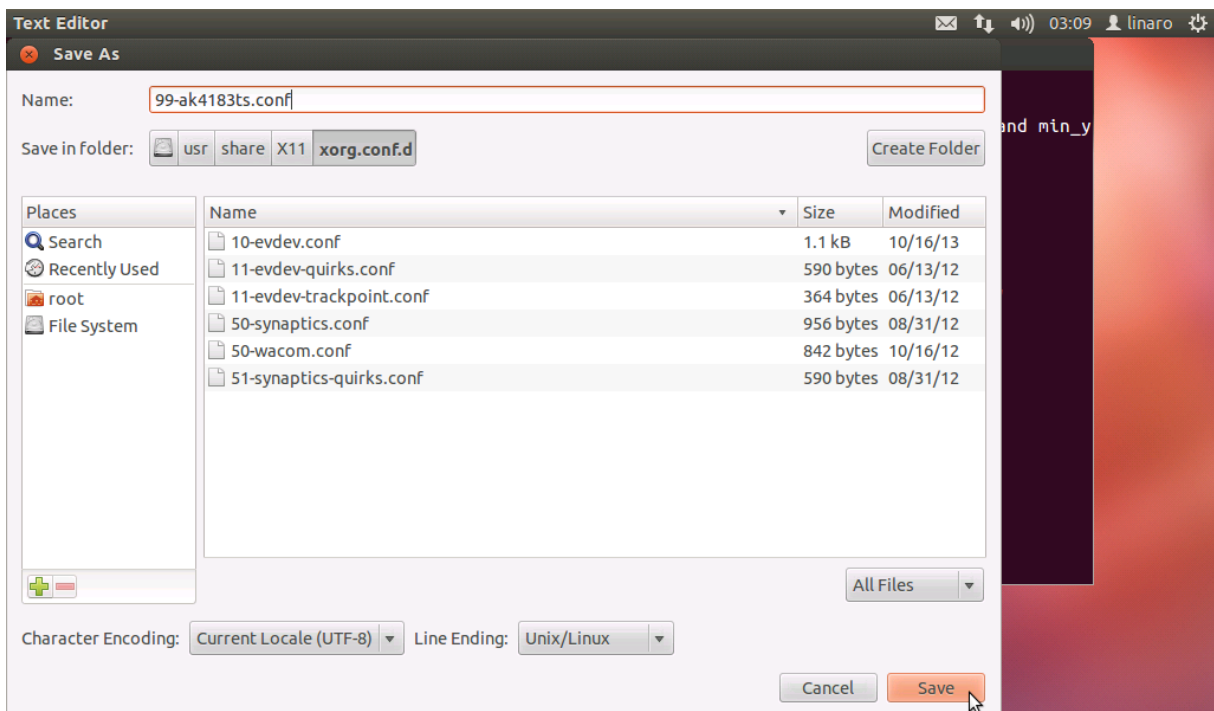 Text Editor 03:09 linaro
Save As
Name: 99-ak4183ts.conf
and min_y
Save in folder: usr share X11 xorg.conf.d Create Folder
Places Name Size Modified
Search 10-evdev.conf 1.1 kB 10/16/13
Recently Used 11-evdev-quirks.conf 590 bytes 06/13/12
root 11-evdev-trackpoint.conf 364 bytes 06/13/12
File System 50-synaptics.conf 956 bytes 08/31/12
50-wacom.conf 842 bytes 10/16/12
51-synaptics-quirks.conf 590 bytes 08/31/12
All Files
Character Encoding: Current Locale (UTF-8) Line Ending: Unix/Linux
Cancel Save